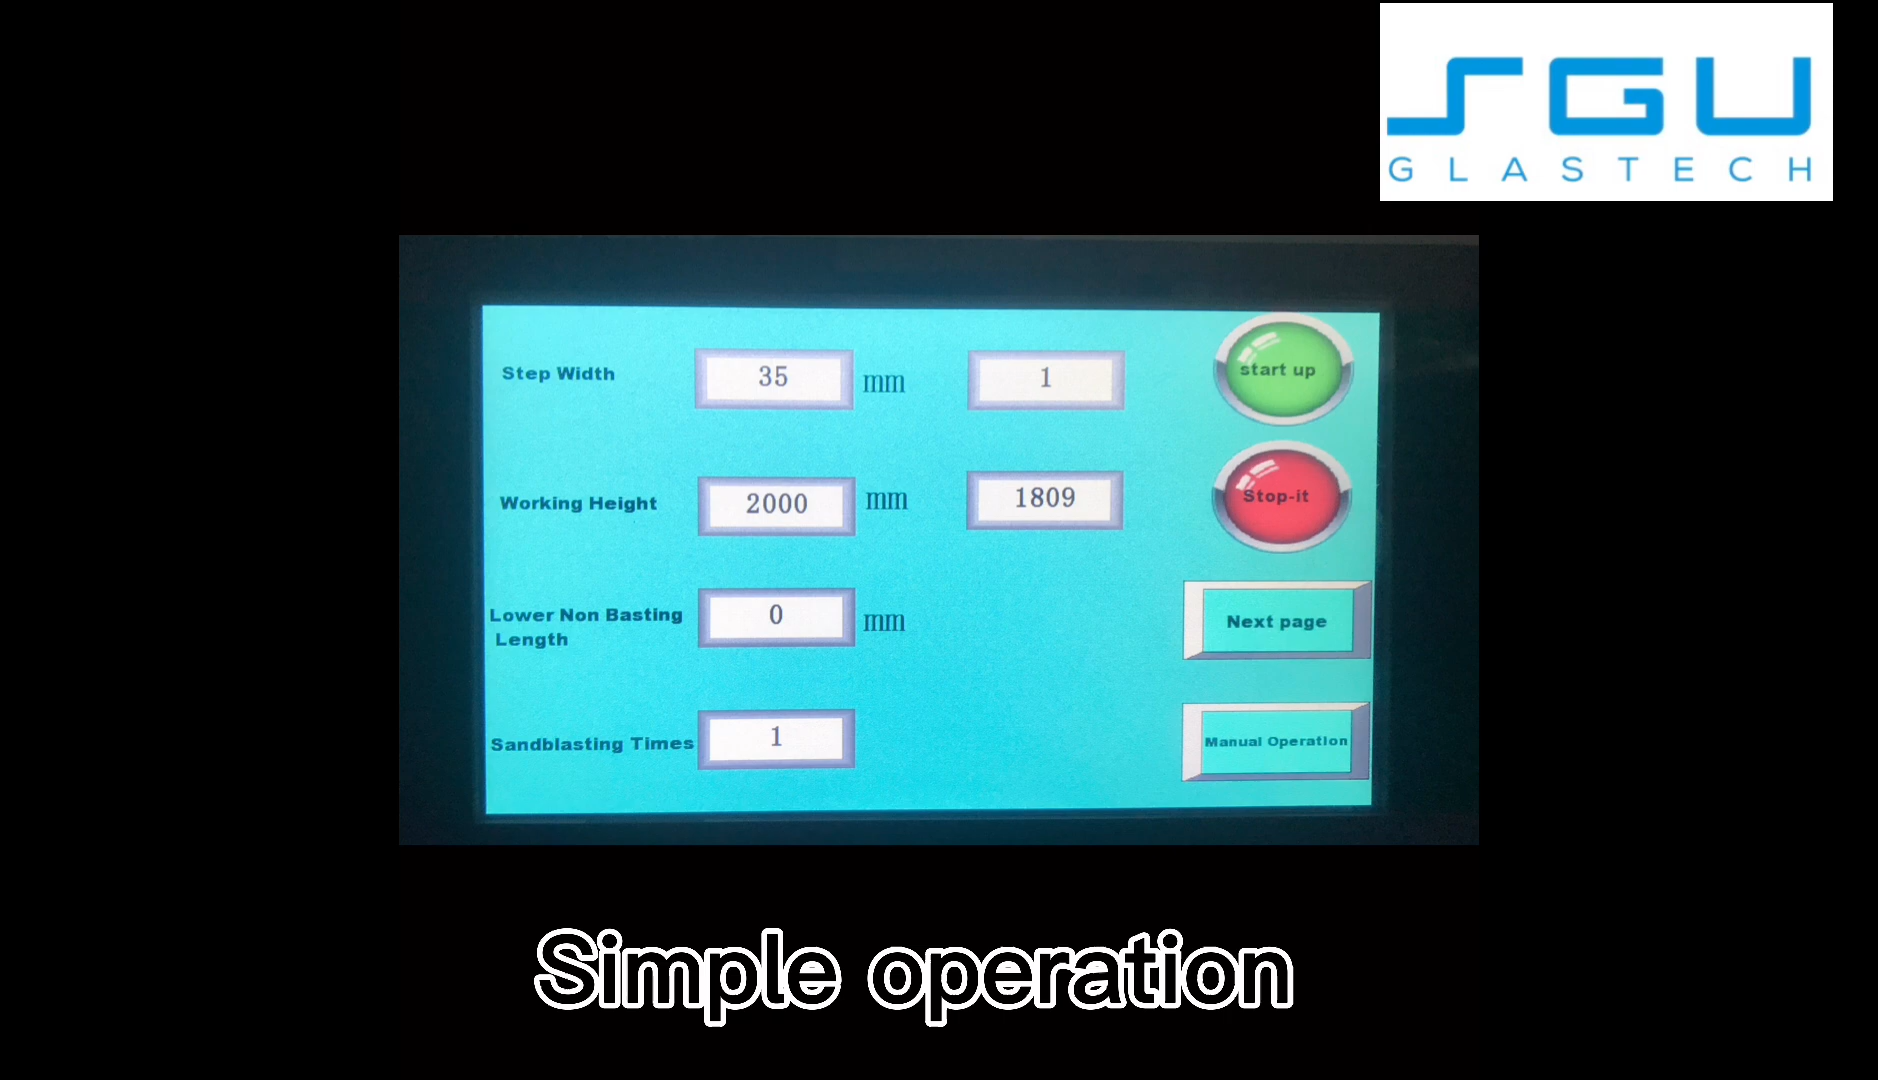 SGU
GLASTECH
Step Width 35 mm 1 start up
Working Height 2000 mm 1809 Stop-it
Lower Non Basting
Length 0 mm Next page
Sandblasting Times 1 Manual Operation
Simple operation